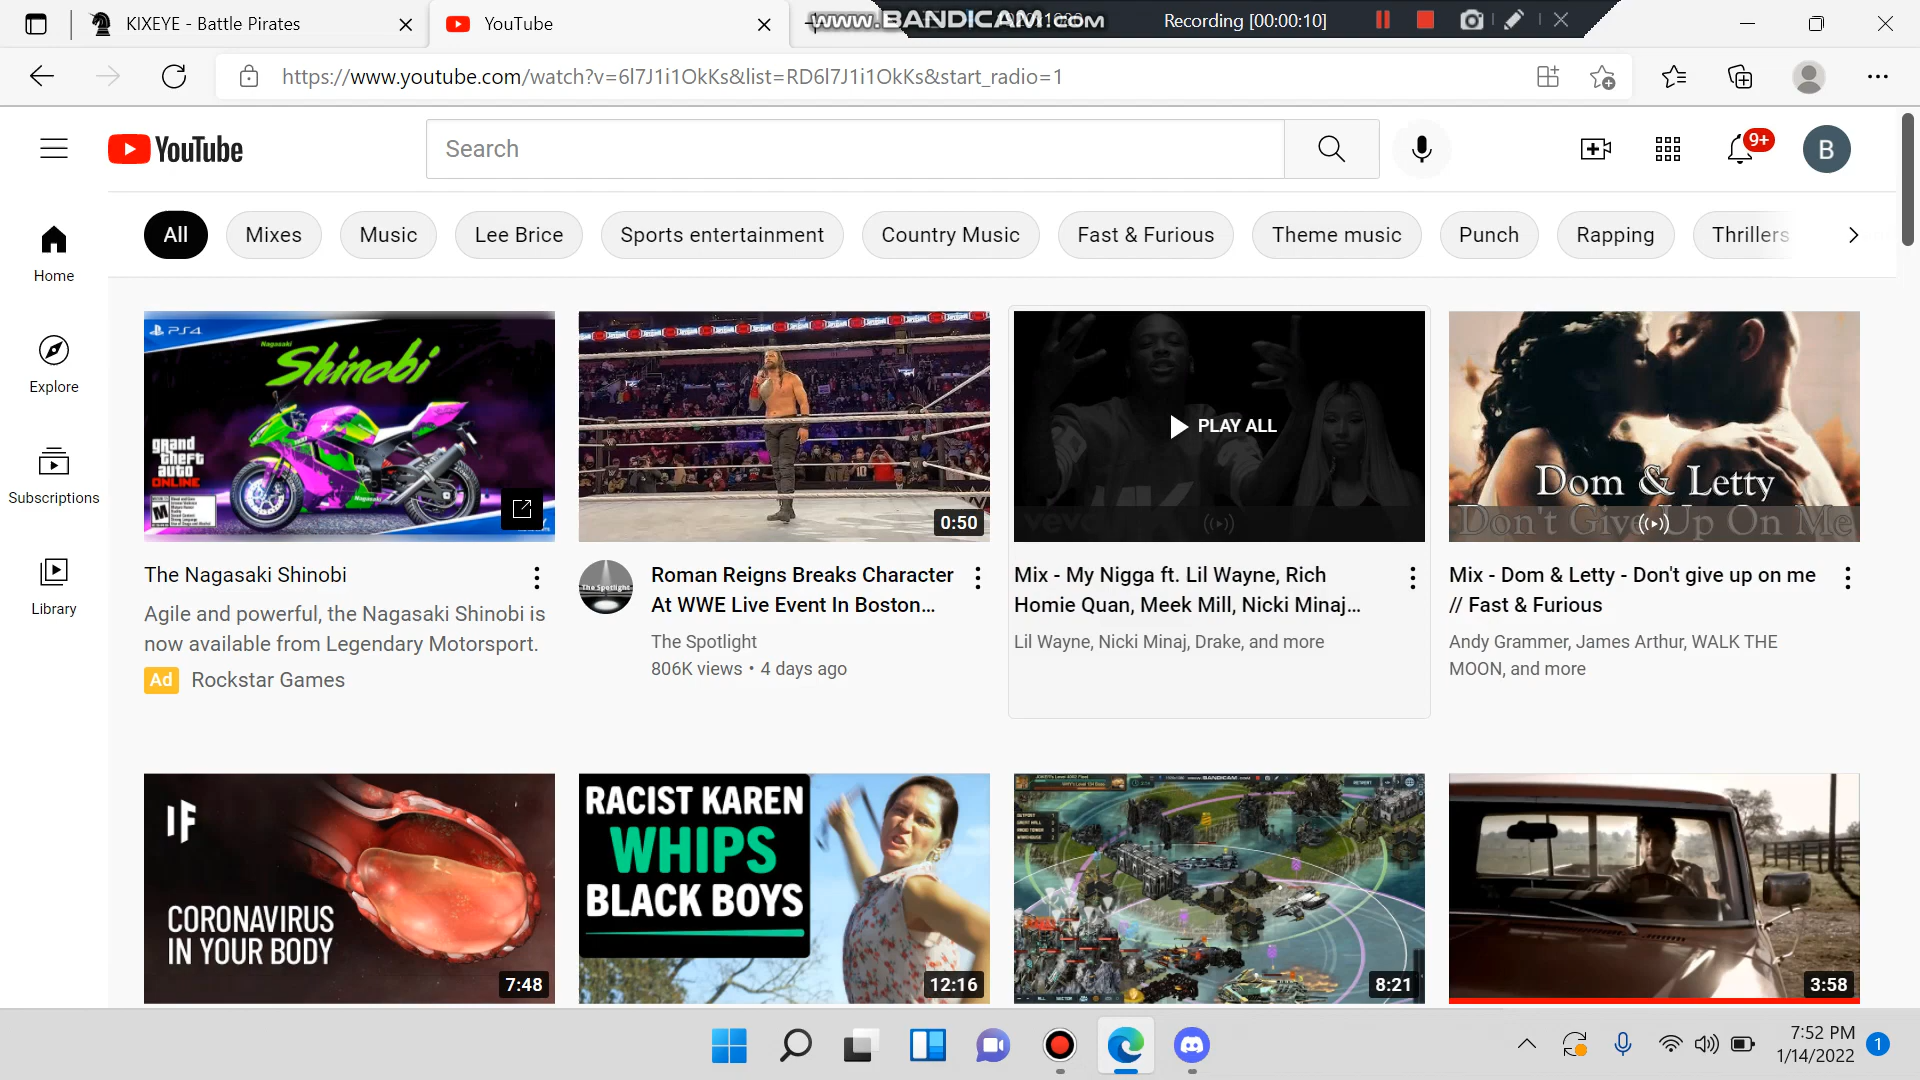 KIXEYE - Battle Pirates
YouTube
www.BANDICAM.com
Recording [00:00:10]
https://www.youtube.com/watch?v=6l7J1i1OkKs&list=RD6l7J1i1OkKs&start_radio=1
YouTube
Search
9+
B
All
Mixes
Music
Lee Brice
Sports entertainment
Country Music
Fast & Furious
Theme music
Punch
Rapping
Thrillers
Home
Explore
Subscriptions
Library
PS4
Nagasaki
Shinobi
grand
theft
auto
ONLINE
M
0:50
PLAY ALL
Dom & Letty
Don't Give Up On Me
The Nagasaki Shinobi
Agile and powerful, the Nagasaki Shinobi is
now available from Legendary Motorsport.
Ad Rockstar Games
The Spotlight
Roman Reigns Breaks Character
At WWE Live Event In Boston...
The Spotlight
806K views • 4 days ago
Mix - My Nigga ft. Lil Wayne, Rich
Homie Quan, Meek Mill, Nicki Minaj...
Lil Wayne, Nicki Minaj, Drake, and more
Mix - Dom & Letty - Don't give up on me
// Fast & Furious
Andy Grammer, James Arthur, WALK THE
MOON, and more
IF
CORONAVIRUS
IN YOUR BODY
7:48
RACIST KAREN
WHIPS
BLACK BOYS
12:16
8:21
3:58
7:52 PM
1/14/2022
1